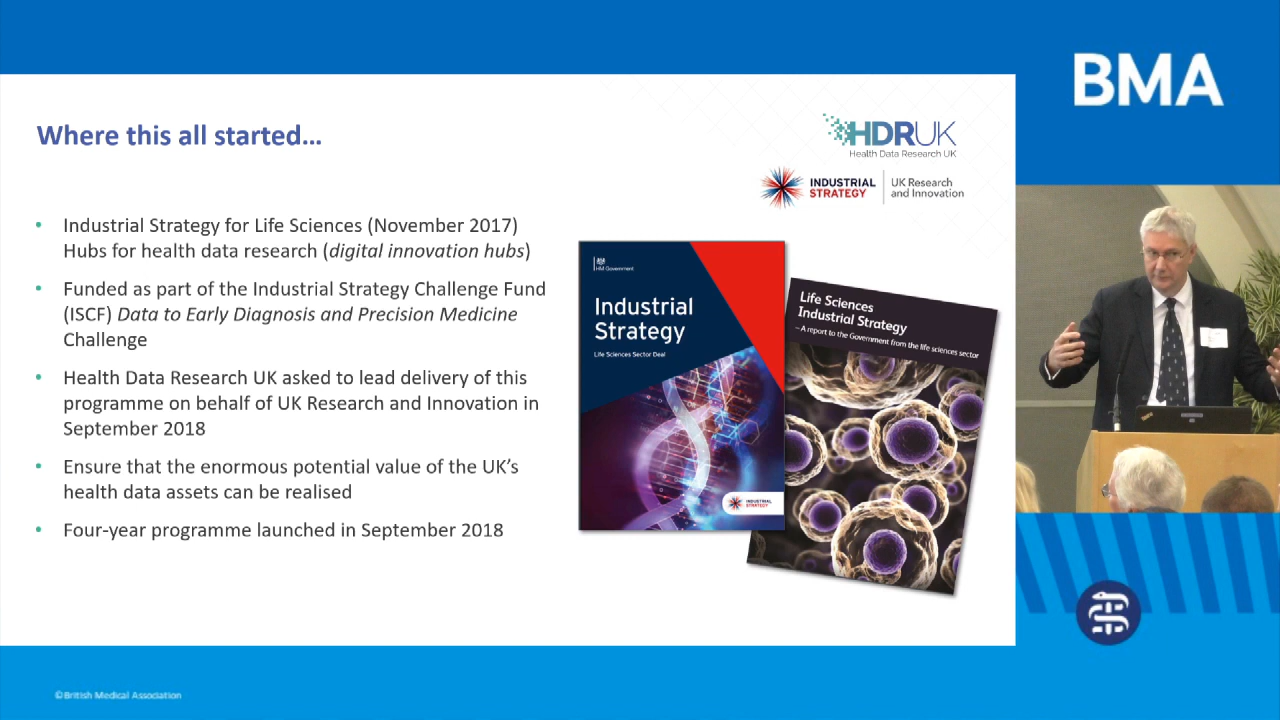 BMA
Where this all started...
HDRUK
Health Data Research UK
INDUSTRIAL
STRATEGY
UK Research
and Innovation
• Industrial Strategy for Life Sciences (November 2017)
Hubs for health data research (digital innovation hubs)
• Funded as part of the Industrial Strategy Challenge Fund
(ISCF) Data to Early Diagnosis and Precision Medicine
Challenge
• Health Data Research UK asked to lead delivery of this
programme on behalf of UK Research and Innovation in
September 2018
• Ensure that the enormous potential value of the UK's
health data assets can be realised
• Four-year programme launched in September 2018
HM Government
Industrial
Strategy
Life Sciences Sector Deal
INDUSTRIAL
STRATEGY
Life Sciences
Industrial Strategy
– A report to the Government from the life sciences sector
©British Medical Association